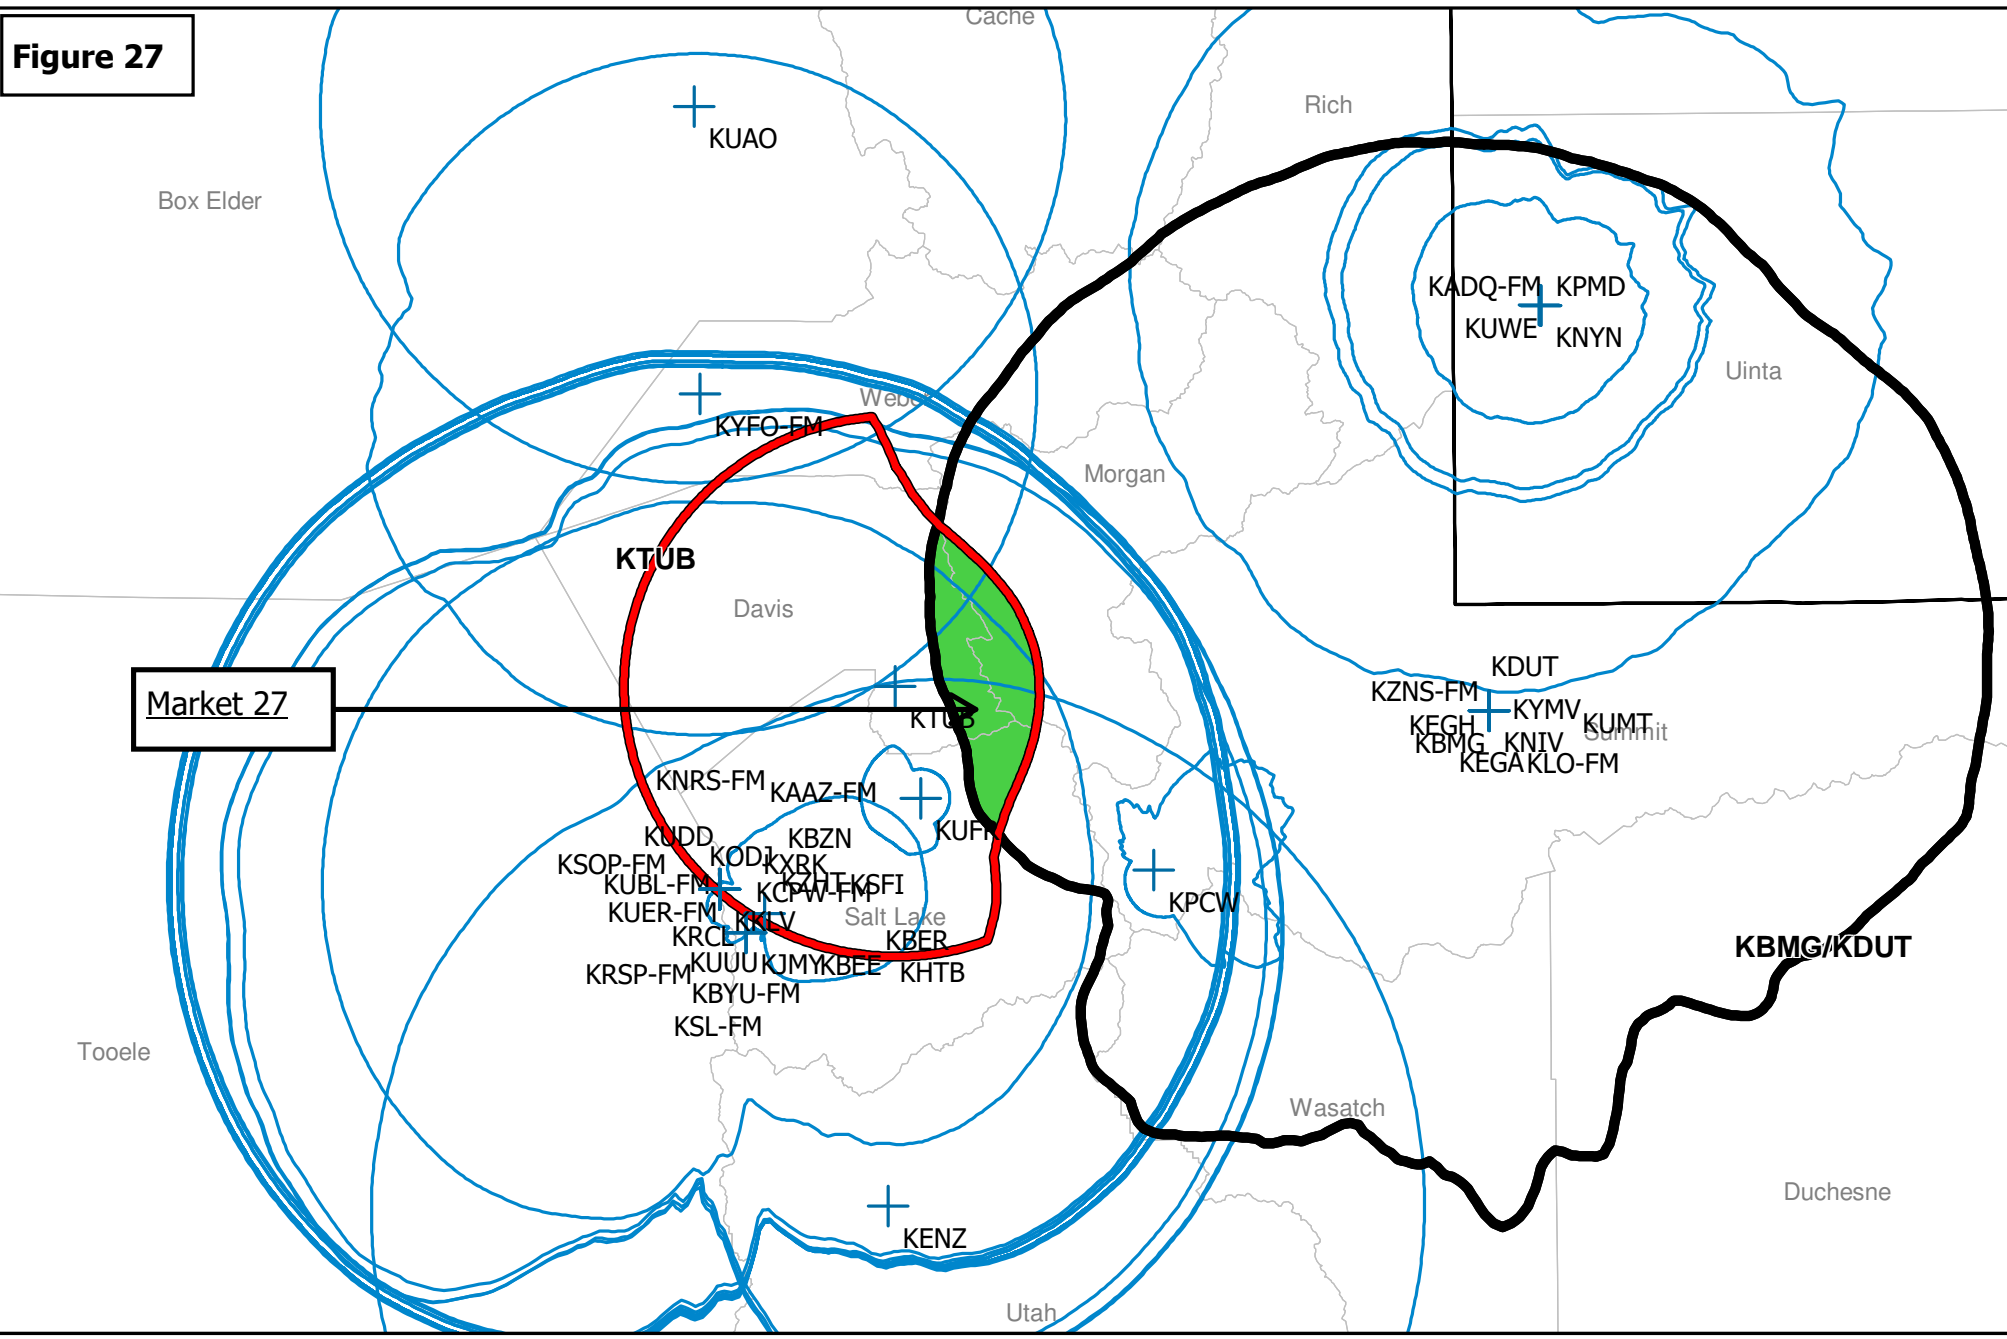 Figure 27
Cache
Rich
KUAO
Box Elder
KADQ-FM KPMD
KUWE KNYN
Uinta
Weber
KYFO-FM
Morgan
KTUB
Davis
KDUT
KZNS-FM
Market 27
KTUB
KYMV
KEGH
KUMT
Summit
KBMG KNIV
KEGA KLO-FM
KNRS-FM
KAAZ-FM
KUDD
KBZN
KUFR
KODJ
KSOP-FM
KXRK
KUBL-FM
KZHT KSFI
KCPW-FM
KPCW
KUER-FM
Salt Lake
KKLV
KRCL
KBER
KBMG/KDUT
KUUU KJMY KBEE
KRSP-FM
KHTB
KBYU-FM
KSL-FM
Tooele
Wasatch
Duchesne
KENZ
Utah